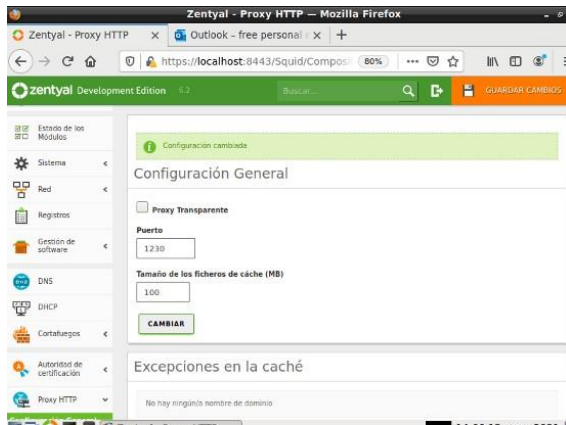 Zentyal - Proxy HTTP — Mozilla Firefox
Zentyal - Proxy HTTP
Outlook – free personal
https://localhost:8443/Squid/Composi
80%
zentyal Development Edition 6.2
Buscar...
GUARDAR CAMBIOS
Estado de los Módulos
Sistema
Red
Registros
Gestión de software
DNS
DHCP
Cortafuegos
Autoridad de certificación
Proxy HTTP
Configuración cambiada
Configuración General
Proxy Transparente
Puerto
1230
Tamaño de los ficheros de cáche (MB)
100
CAMBIAR
Excepciones en la caché
No hay ningún/a nombre de dominio